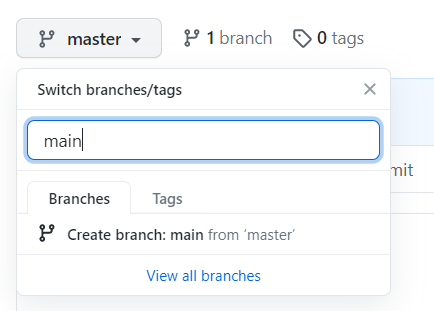 master 1 branch 0 tags
Switch branches/tags
main
mit
Branches Tags
Create branch: main from ‘master’
View all branches